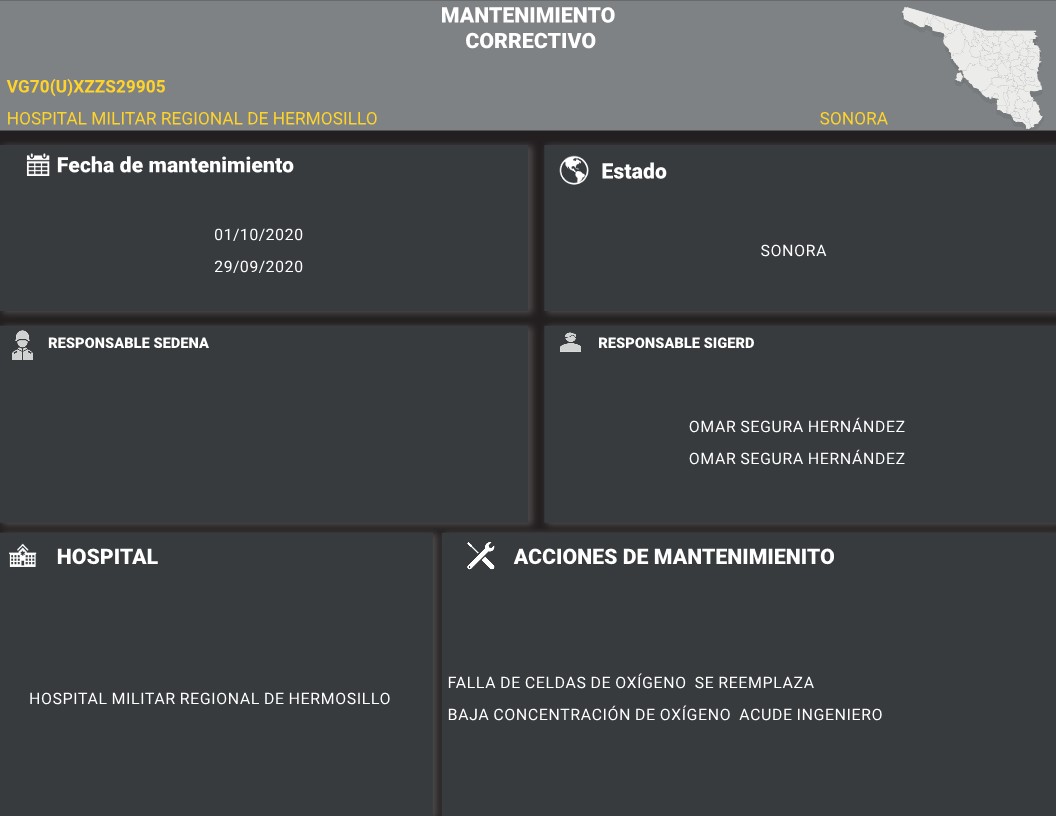 MANTENIMIENTO
CORRECTIVO
VG70(U)XZZS29905
HOSPITAL MILITAR REGIONAL DE HERMOSILLO
SONORA
Fecha de mantenimiento
Estado
01/10/2020
29/09/2020
SONORA
RESPONSABLE SEDENA
RESPONSABLE SIGERD
OMAR SEGURA HERNÁNDEZ
OMAR SEGURA HERNÁNDEZ
HOSPITAL
ACCIONES DE MANTENIMIENITO
HOSPITAL MILITAR REGIONAL DE HERMOSILLO
FALLA DE CELDAS DE OXÍGENO  SE REEMPLAZA
BAJA CONCENTRACIÓN DE OXÍGENO  ACUDE INGENIERO